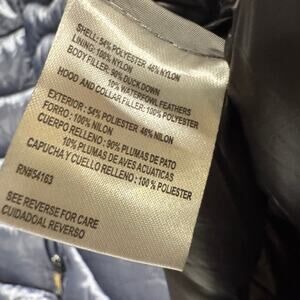 SHELL: 54% POLYESTER 46% NYLON
LINING: 100% NYLON
BODY FILLER: 90% DUCK DOWN
10% WATERFOWL FEATHERS
HOOD AND COLLAR FILLER: 100% POLYESTER
EXTERIOR: 54% POLIESTER 46% NILON
FORRO: 100% NILON
CUERPO RELLENO: 90% PLUMAS DE PATO
10% PLUMAS DE AVES ACUATICAS
CAPUCHA Y CUELLO RELLENO: 100% POLIESTER
RN#54163
SEE REVERSE FOR CARE
CUIDADOAL REVERSO